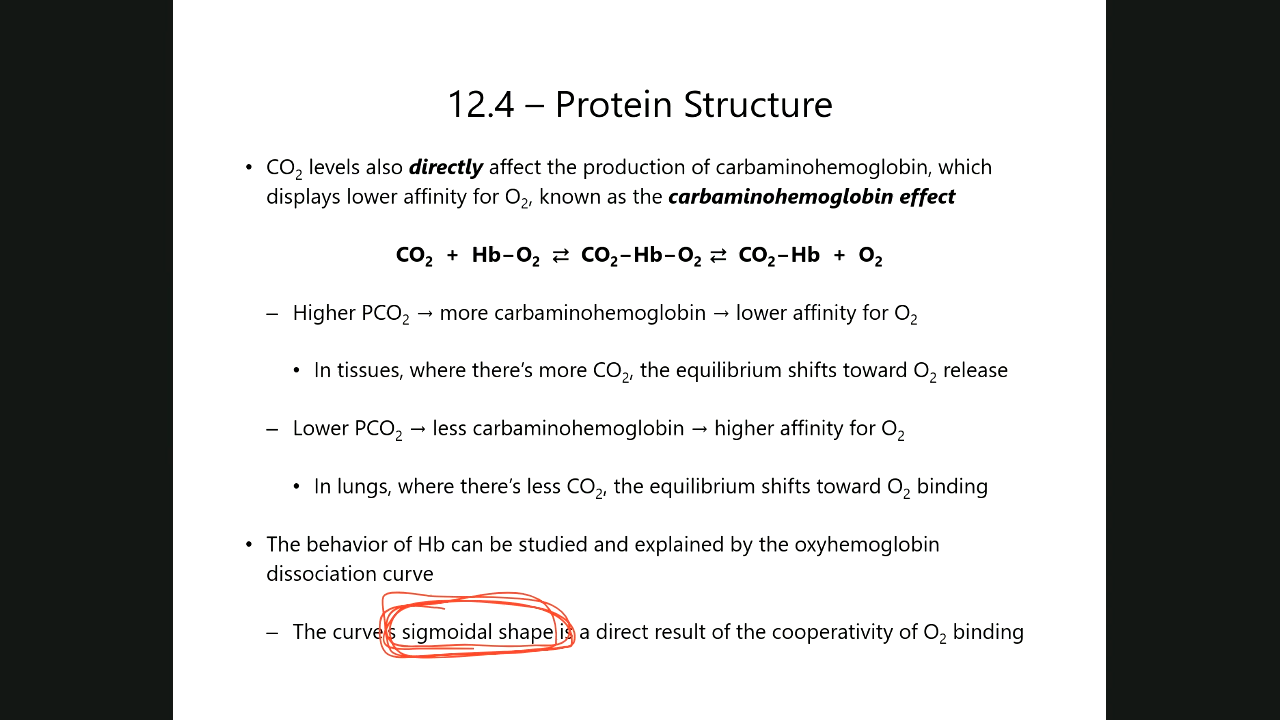 12.4 – Protein Structure
• CO₂ levels also directly affect the production of carbaminohemoglobin, which
displays lower affinity for O₂, known as the carbaminohemoglobin effect
CO₂ + Hb–O₂ ⇄ CO₂–Hb–O₂ ⇄ CO₂–Hb + O₂
– Higher PCO₂ → more carbaminohemoglobin → lower affinity for O₂
• In tissues, where there’s more CO₂, the equilibrium shifts toward O₂ release
– Lower PCO₂ → less carbaminohemoglobin → higher affinity for O₂
• In lungs, where there’s less CO₂, the equilibrium shifts toward O₂ binding
• The behavior of Hb can be studied and explained by the oxyhemoglobin
dissociation curve
– The curve’s sigmoidal shape is a direct result of the cooperativity of O₂ binding